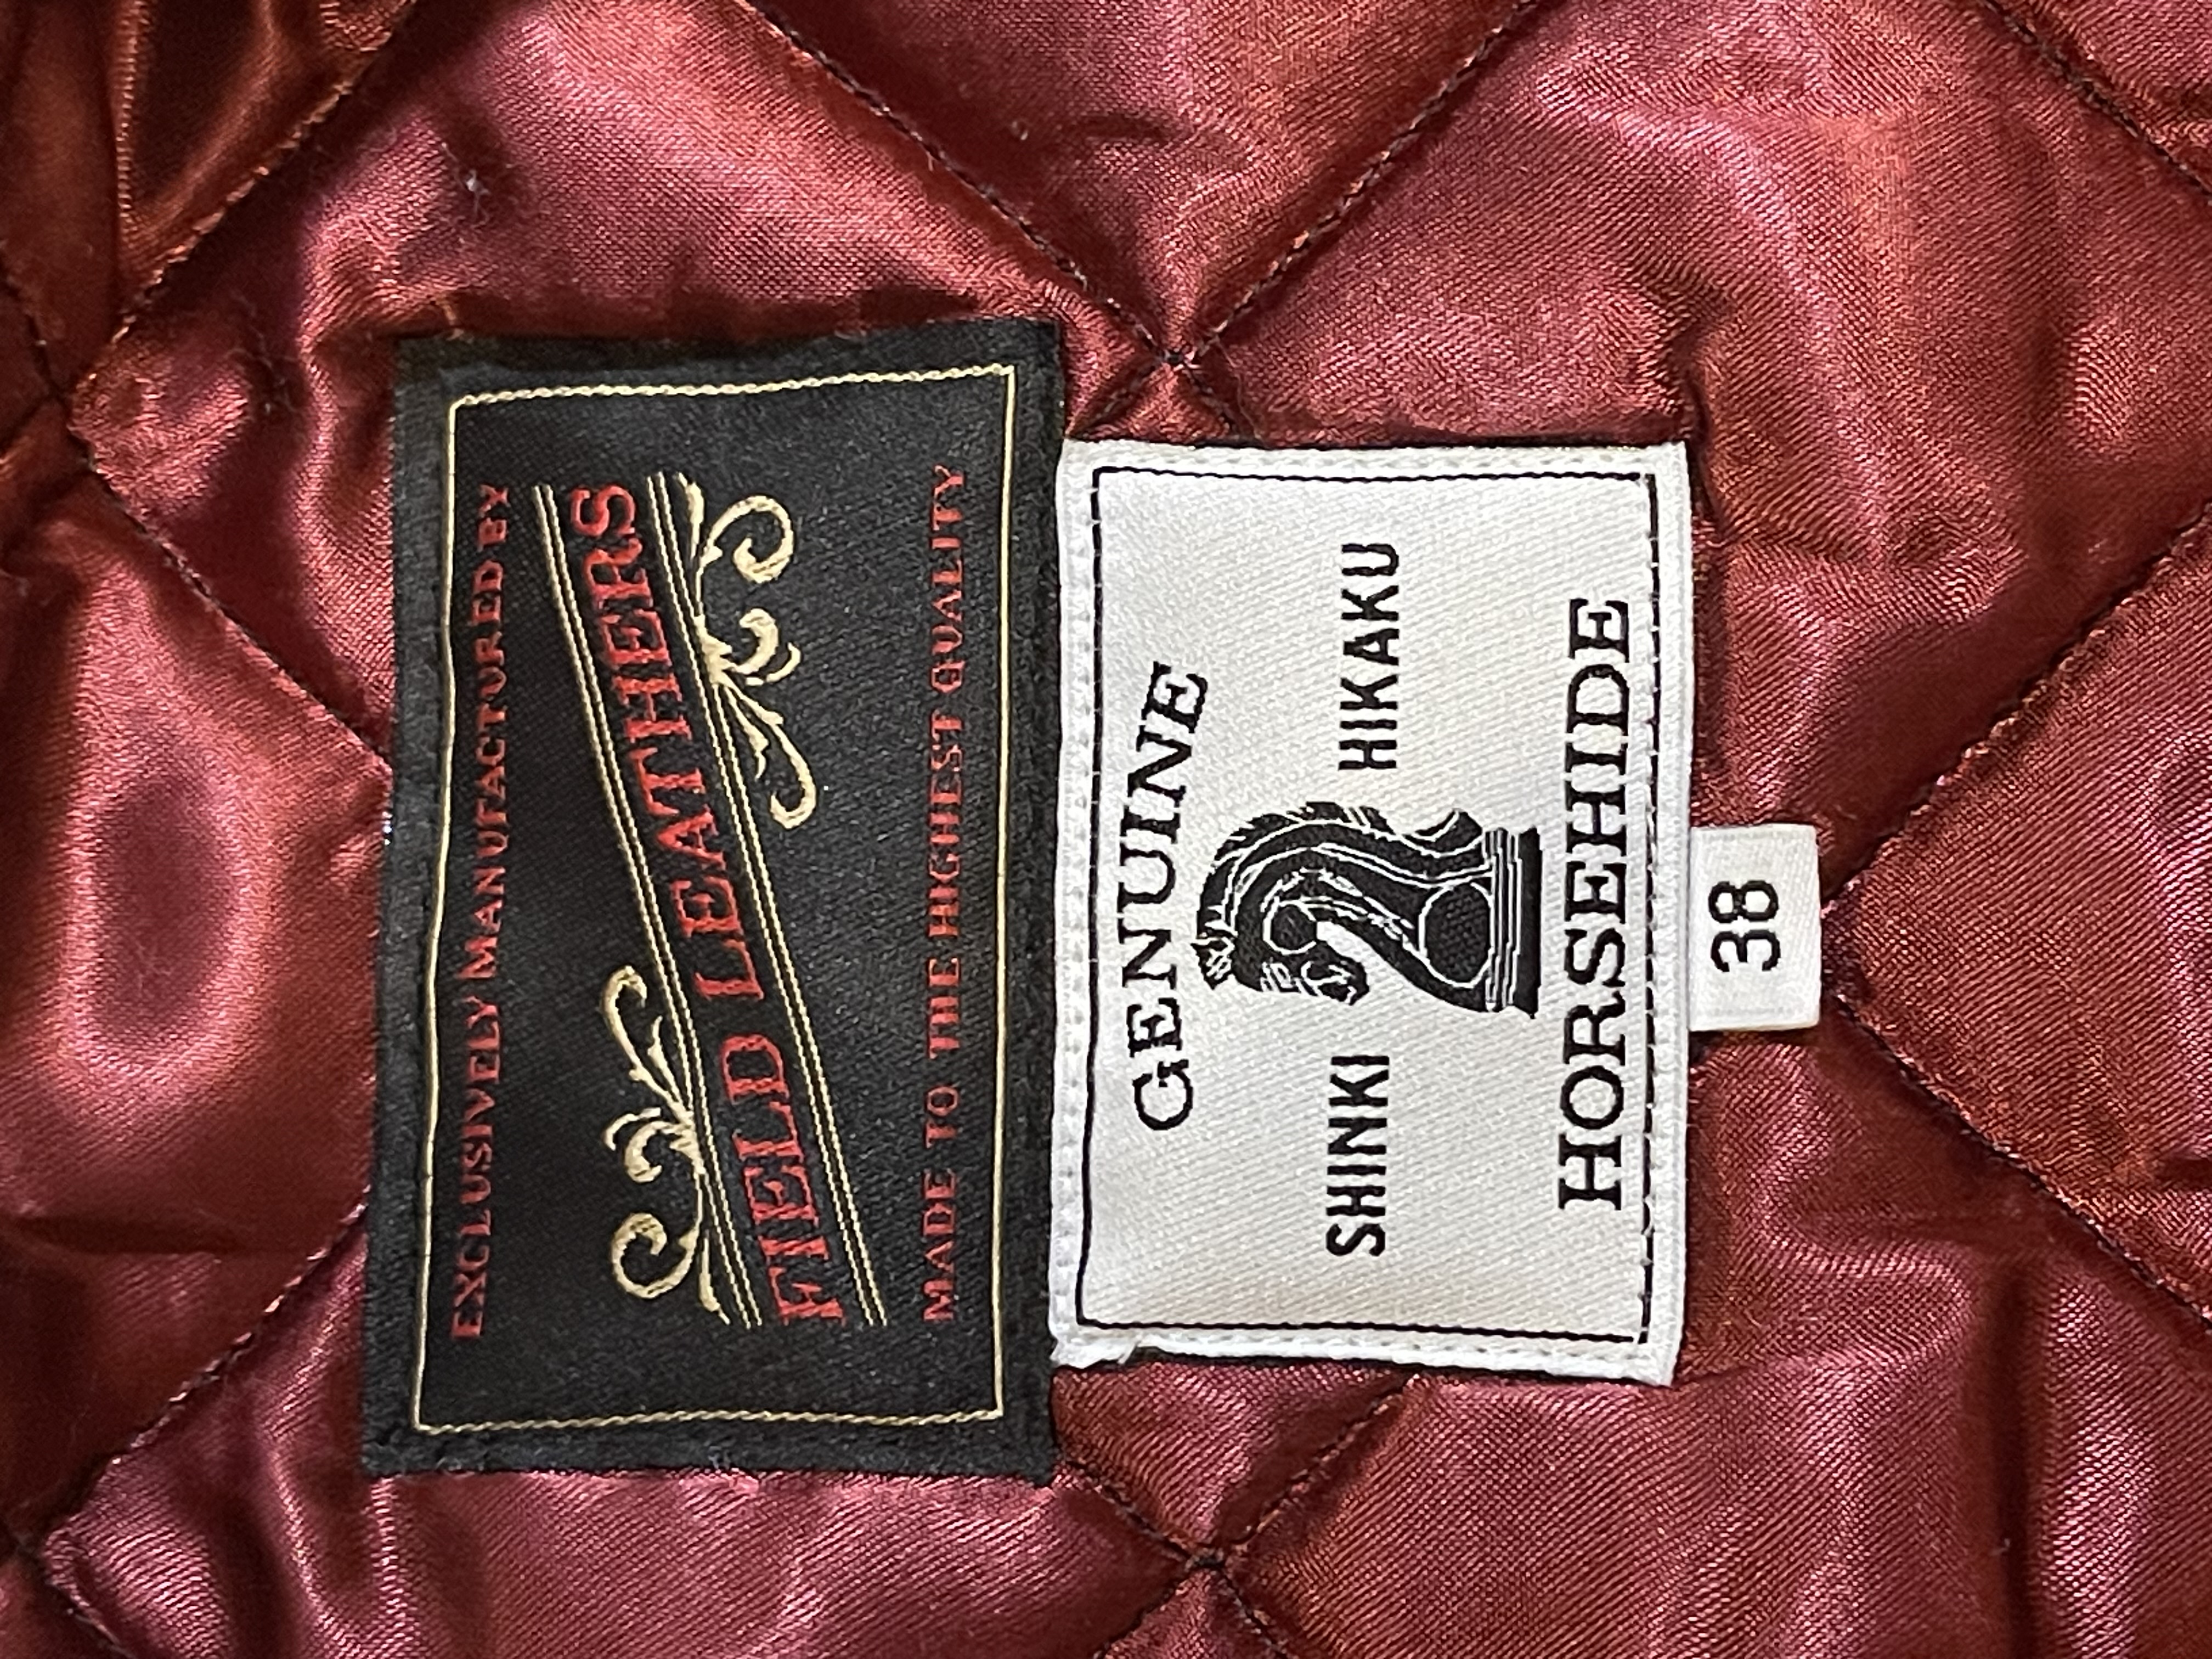 EXCLUSIVELY MANUFACTURED BY
FIELD LEATHERS
MADE TO THE HIGHEST QUALITY
GENUINE
SHINKI HIKAKU
HORSEHIDE
38